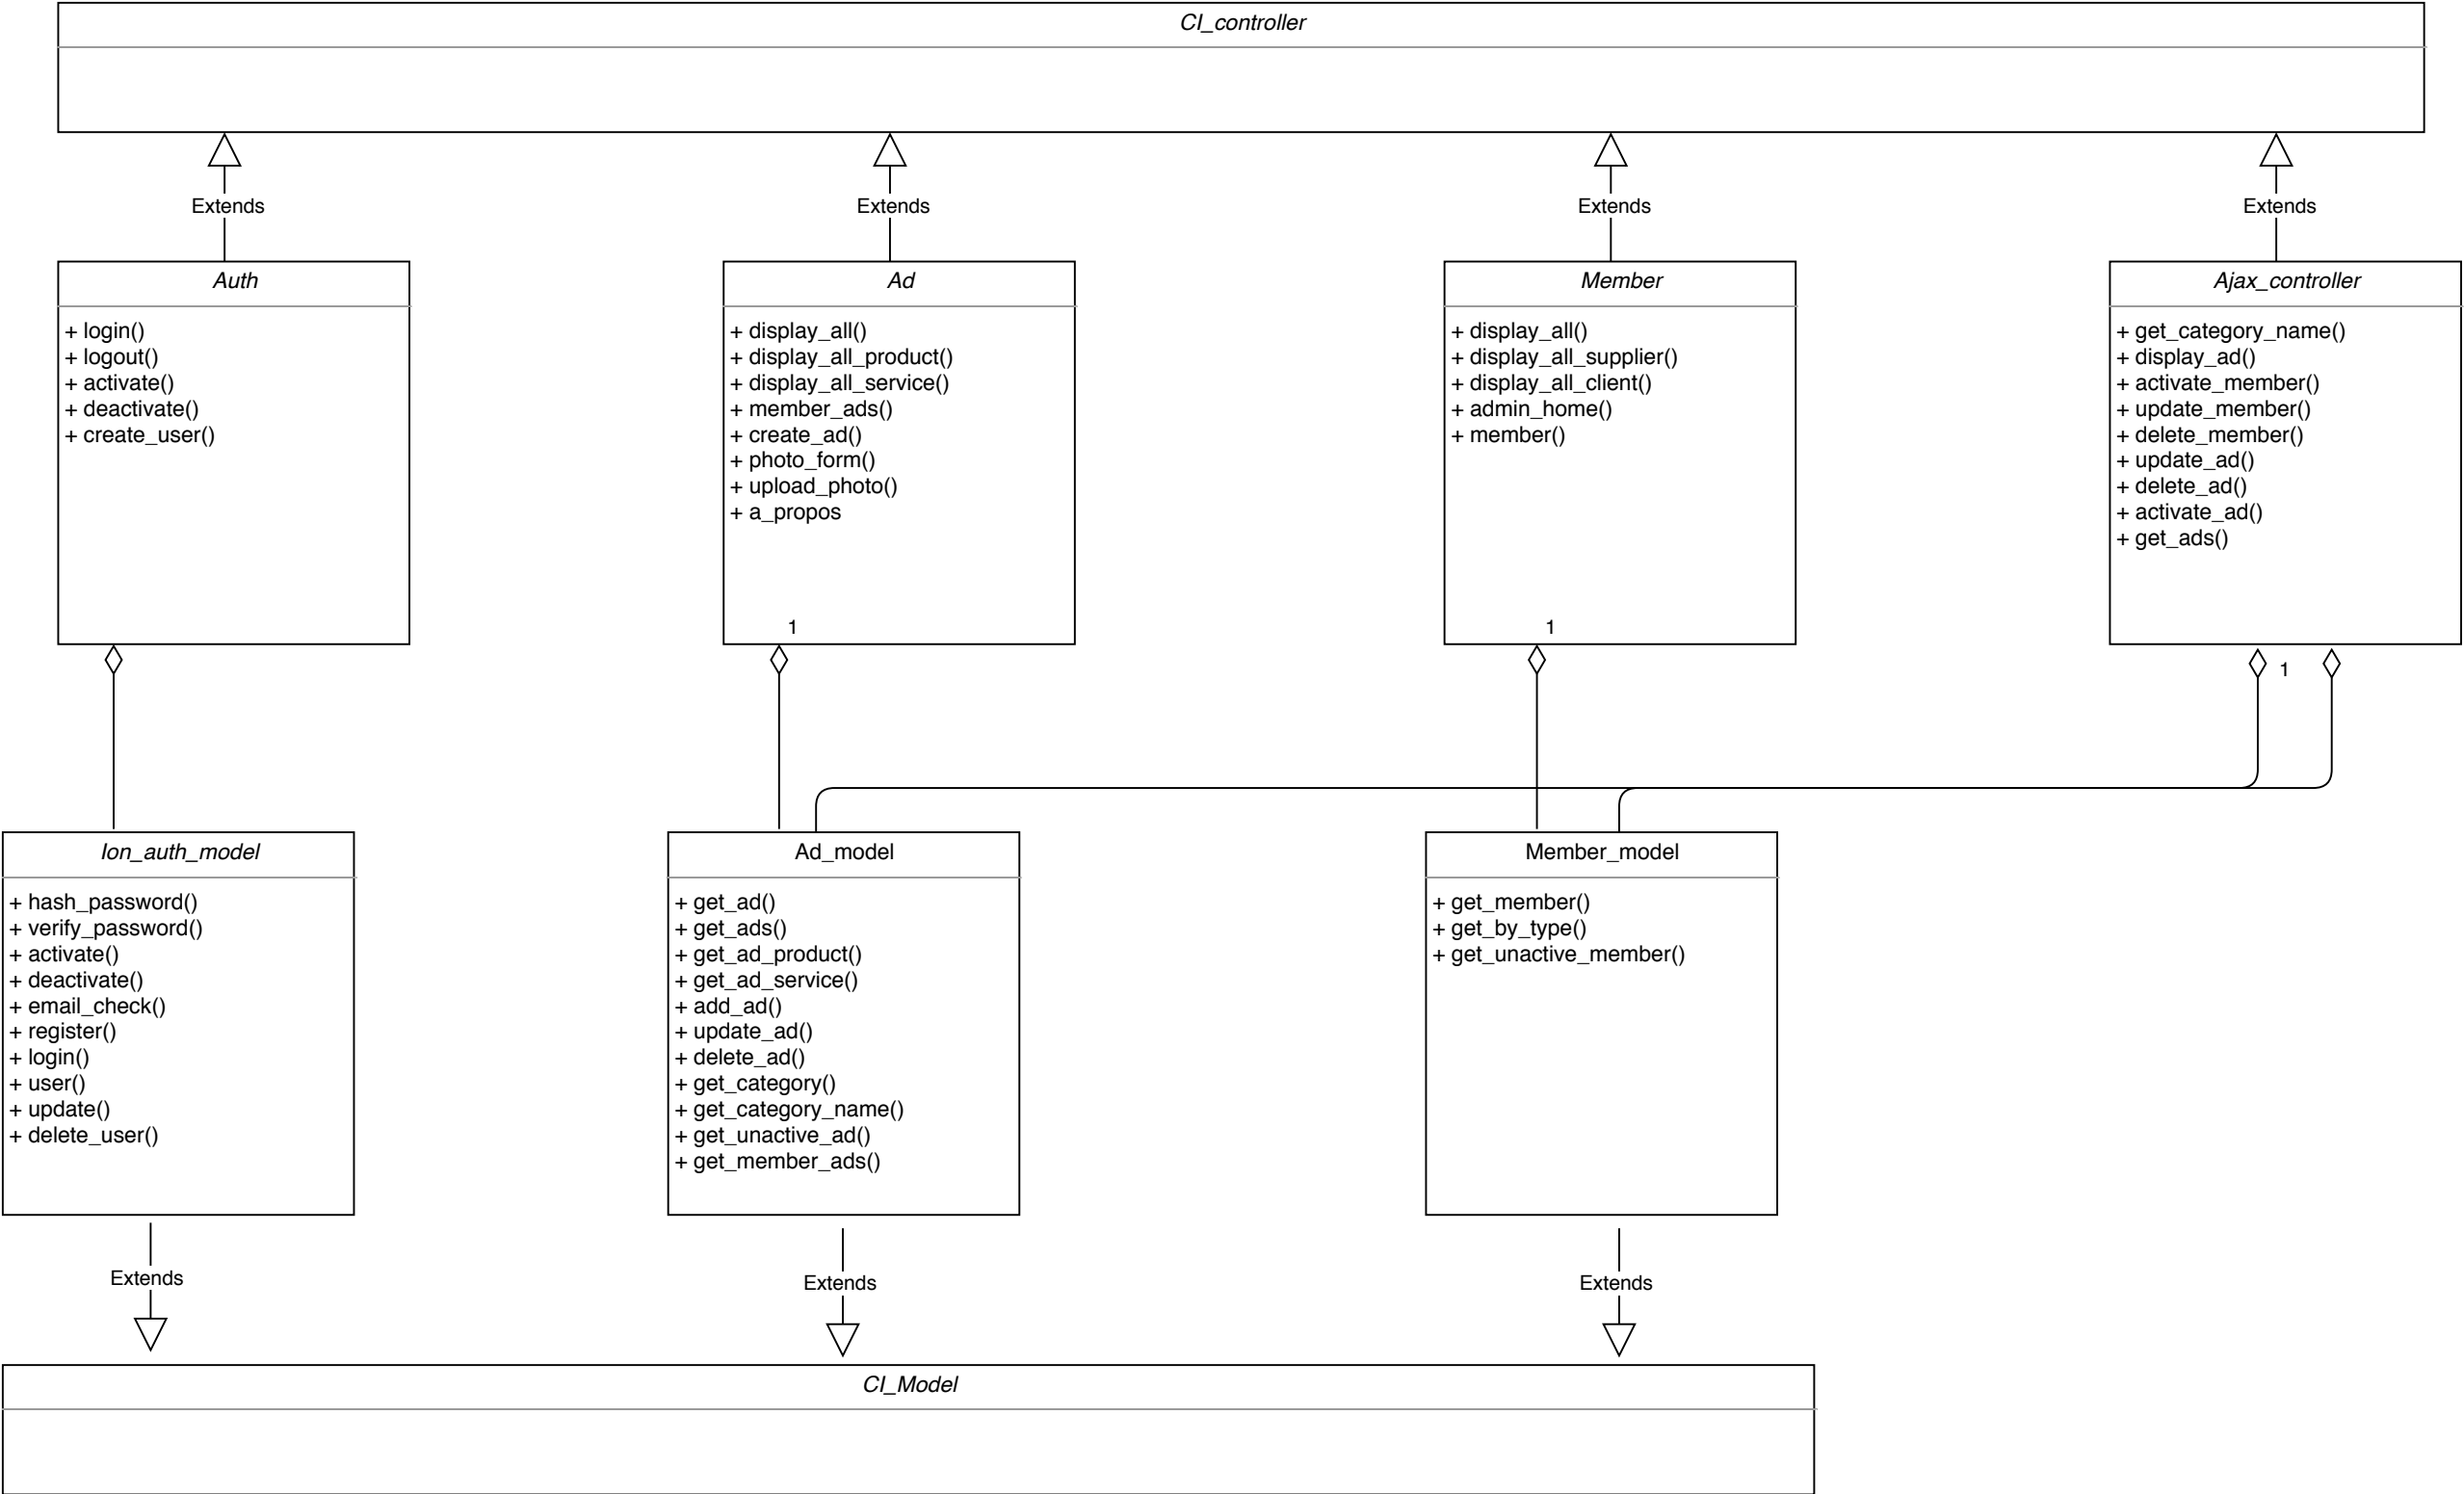 CI_controller
Extends
Extends
Extends
Extends
Auth
+ login()
+ logout()
+ activate()
+ deactivate()
+ create_user()
Ad
+ display_all()
+ display_all_product()
+ display_all_service()
+ member_ads()
+ create_ad()
+ photo_form()
+ upload_photo()
+ a_propos
1
Member
+ display_all()
+ display_all_supplier()
+ display_all_client()
+ admin_home()
+ member()
1
Ajax_controller
+ get_category_name()
+ display_ad()
+ activate_member()
+ update_member()
+ delete_member()
+ update_ad()
+ delete_ad()
+ activate_ad()
+ get_ads()
1
Ion_auth_model
+ hash_password()
+ verify_password()
+ activate()
+ deactivate()
+ email_check()
+ register()
+ login()
+ user()
+ update()
+ delete_user()
Ad_model
+ get_ad()
+ get_ads()
+ get_ad_product()
+ get_ad_service()
+ add_ad()
+ update_ad()
+ delete_ad()
+ get_category()
+ get_category_name()
+ get_unactive_ad()
+ get_member_ads()
Member_model
+ get_member()
+ get_by_type()
+ get_unactive_member()
Extends
Extends
Extends
CI_Model